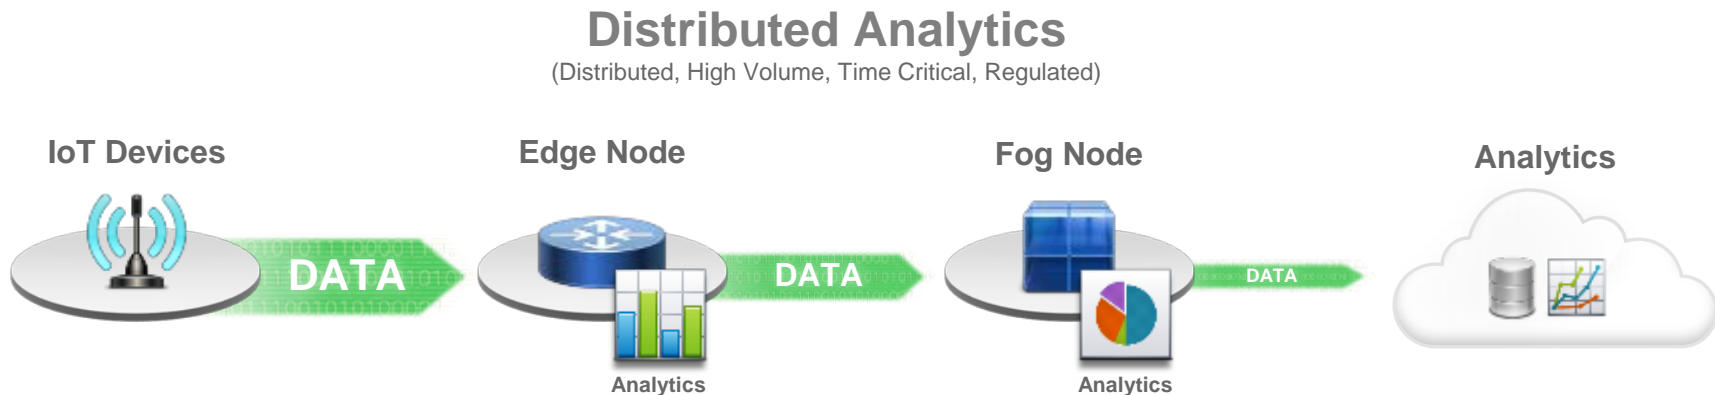 Distributed Analytics
(Distributed, High Volume, Time Critical, Regulated)
IoT Devices
Edge Node
Fog Node
Analytics
DATA
DATA
DATA
Analytics
Analytics